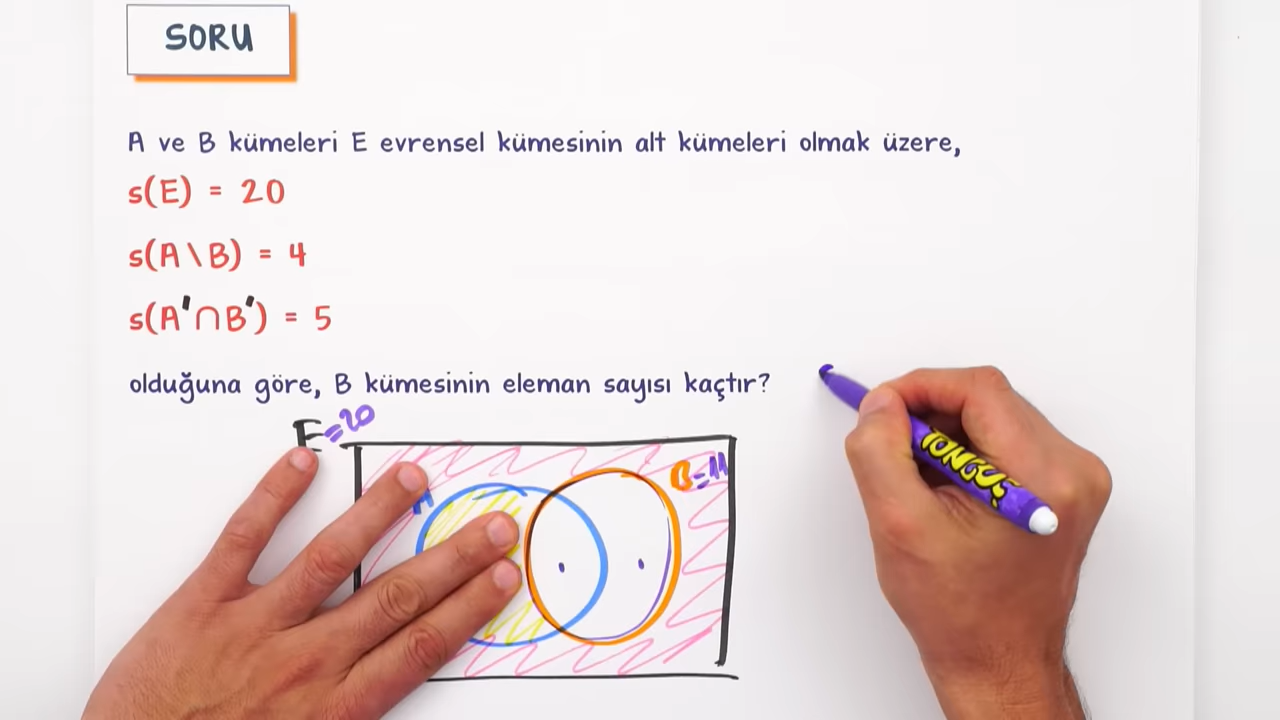 SORU
A ve B kümeleri E evrensel kümesinin alt kümeleri olmak üzere,
s(E) = 20
s(A \ B) = 4
s(A' ∩ B') = 5
olduğuna göre, B kümesinin eleman sayısı kaçtır?
E = 20
B = 11
A
TONGUÇ